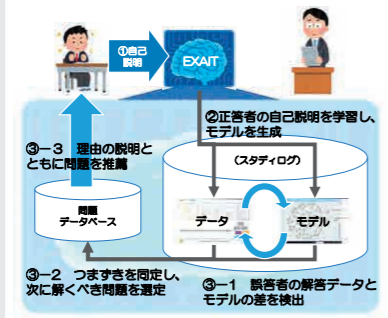 ①自己
説明
EXAIT
②正答者の自己説明を学習し、
モデルを生成
③−3 理由の説明と
ともに問題を推薦
(スタディログ)
問題
データベース
データ
モデル
③−2 つまずきを同定し、
次に解くべき問題を選定
③−1 誤答者の解答データと
モデルの差を検出